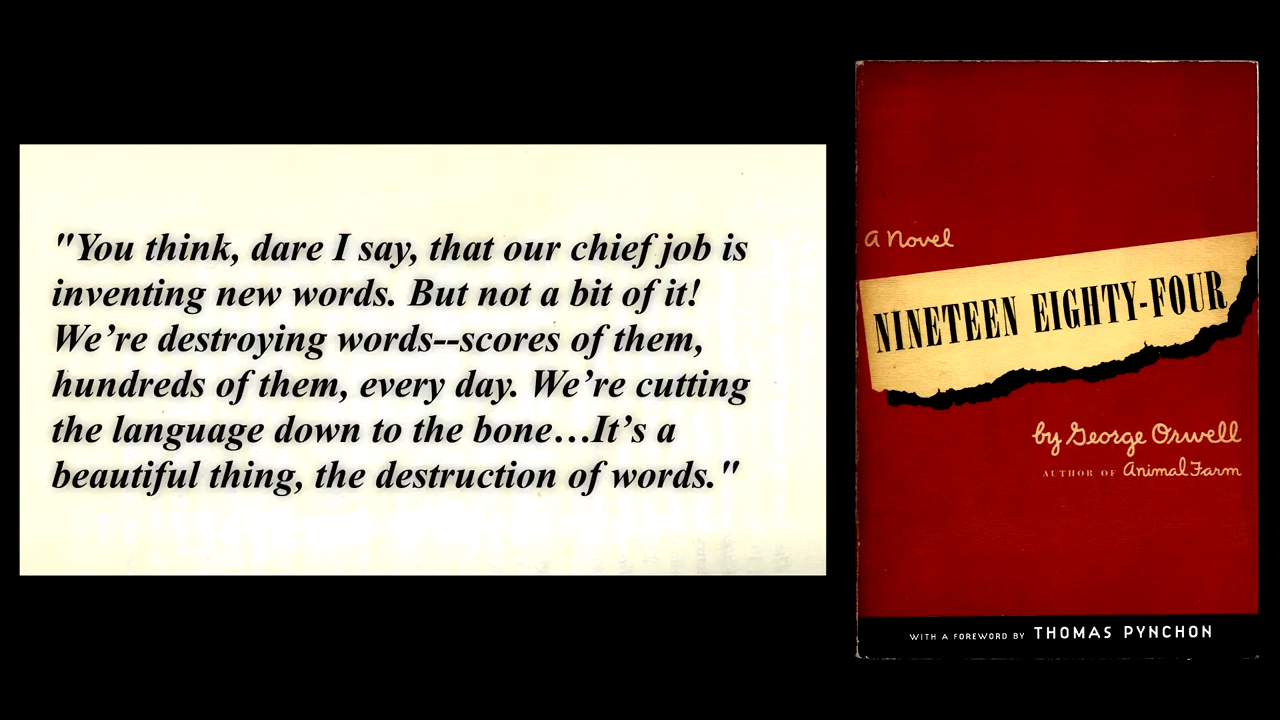 "You think, dare I say, that our chief job is
inventing new words. But not a bit of it!
We’re destroying words--scores of them,
hundreds of them, every day. We’re cutting
the language down to the bone…It’s a
beautiful thing, the destruction of words."
a Novel
NINETEEN EIGHTY-FOUR
by George Orwell
AUTHOR OF Animal Farm
WITH A FOREWORD BY THOMAS PYNCHON